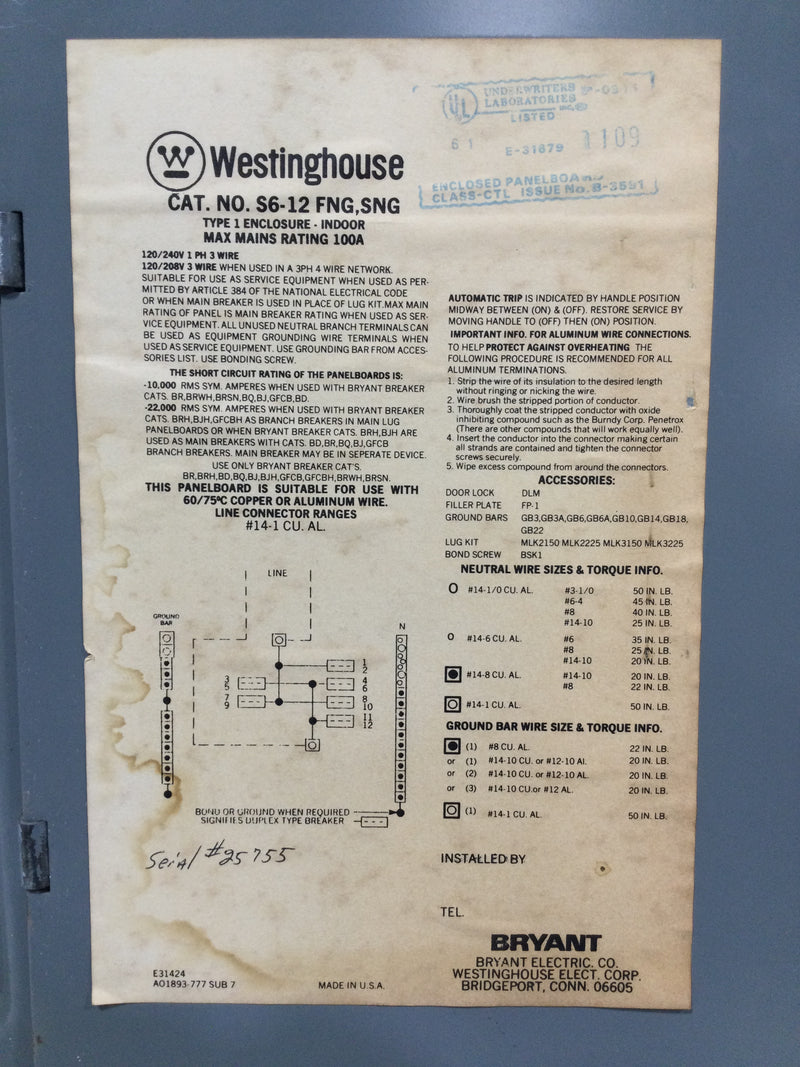 UNDERWRITERS
LABORATORIES
INC.
LISTED
UL
61
E-31679
1109
ENCLOSED PANELBOA
CLASS-CTL ISSUE No. B-3591
W
Westinghouse
CAT. NO. S6-12 FNG,SNG
TYPE 1 ENCLOSURE - INDOOR
MAX MAINS RATING 100A
120/240V 1 PH 3 WIRE
120/208V 3 WIRE WHEN USED IN A 3PH 4 WIRE NETWORK.
SUITABLE FOR USE AS SERVICE EQUIPMENT WHEN USED AS PER-
MITTED BY ARTICLE 384 OF THE NATIONAL ELECTRICAL CODE
OR WHEN MAIN BREAKER IS USED IN PLACE OF LUG KIT.MAX MAIN
RATING OF PANEL IS MAIN BREAKER RATING WHEN USED AS SER-
VICE EQUIPMENT. ALL UNUSED NEUTRAL BRANCH TERMINALS CAN
BE USED AS EQUIPMENT GROUNDING WIRE TERMINALS WHEN
USED AS SERVICE EQUIPMENT. USE GROUNDING BAR FROM ACCES-
SORIES LIST. USE BONDING SCREW.
THE SHORT CIRCUIT RATING OF THE PANELBOARDS IS:
-10,000 RMS SYM. AMPERES WHEN USED WITH BRYANT BREAKER
CATS. BR,BRWH,BRSN,BQ,BJ,GFCB,BD.
-22,000 RMS SYM. AMPERES WHEN USED WITH BRYANT BREAKER
CATS. BRH,BJH,GFCBH AS BRANCH BREAKERS IN MAIN LUG
PANELBOARDS OR WHEN BRYANT BREAKER CATS. BRH,BJH ARE
USED AS MAIN BREAKERS WITH CATS. BD,BR,BQ,BJ,GFCB
BRANCH BREAKERS. MAIN BREAKER MAY BE IN SEPERATE DEVICE.
USE ONLY BRYANT BREAKER CAT'S.
BR,BRH,BD,BQ,BJ,BJH,GFCB,GFCBH,BRWH,BRSN.
THIS PANELBOARD IS SUITABLE FOR USE WITH
60/75°C COPPER OR ALUMINUM WIRE.
LINE CONNECTOR RANGES
#14-1 CU. AL.
LINE
GROUND
BAR
N
1
2
3
5
4
6
7
9
8
10
11
12
BOND OR GROUND WHEN REQUIRED
SIGNIFIES DUPLEX TYPE BREAKER
Serial #25755
E31424
AO1893-777 SUB 7
MADE IN U.S.A.
AUTOMATIC TRIP IS INDICATED BY HANDLE POSITION
MIDWAY BETWEEN (ON) & (OFF). RESTORE SERVICE BY
MOVING HANDLE TO (OFF) THEN (ON) POSITION.
IMPORTANT INFO. FOR ALUMINUM WIRE CONNECTIONS.
TO HELP PROTECT AGAINST OVERHEATING THE
FOLLOWING PROCEDURE IS RECOMMENDED FOR ALL
ALUMINUM TERMINATIONS.
1. Strip the wire of its insulation to the desired length
without ringing or nicking the wire.
2. Wire brush the stripped portion of conductor.
3. Thoroughly coat the stripped conductor with oxide
inhibiting compound such as the Burndy Corp. Penetrox
(There are other compounds that will work equally well).
4. Insert the conductor into the connector making certain
all strands are contained and tighten the connector
screws securely.
5. Wipe excess compound from around the connectors.
ACCESSORIES:
DOOR LOCK DLM
FILLER PLATE FP-1
GROUND BARS GB3,GB3A,GB6,GB6A,GB10,GB14,GB18,
GB22
LUG KIT MLK2150 MLK2225 MLK3150 MLK3225
BOND SCREW BSK1
NEUTRAL WIRE SIZES & TORQUE INFO.
#14-1/0 CU. AL. #3-1/0 50 IN. LB.
#6-4 45 IN. LB.
#8 40 IN. LB.
#14-10 25 IN. LB.
#14-6 CU. AL. #6 35 IN. LB.
#8 25 IN. LB.
#14-10 20 IN. LB.
#14-8 CU. AL. #14-10 20 IN. LB.
#8 22 IN. LB.
#14-1 CU. AL. 50 IN. LB.
GROUND BAR WIRE SIZE & TORQUE INFO.
(1) #8 CU. AL. 22 IN. LB.
or (1) #14-10 CU. or #12-10 Al. 20 IN. LB.
or (2) #14-10 CU. or #12-10 AL. 20 IN. LB.
or (3) #14-10 CU.or #12 AL. 20 IN. LB.
(1) #14-1 CU. AL. 50 IN. LB.
INSTALLED BY
TEL.
BRYANT
BRYANT ELECTRIC. CO.
WESTINGHOUSE ELECT. CORP.
BRIDGEPORT, CONN. 06605